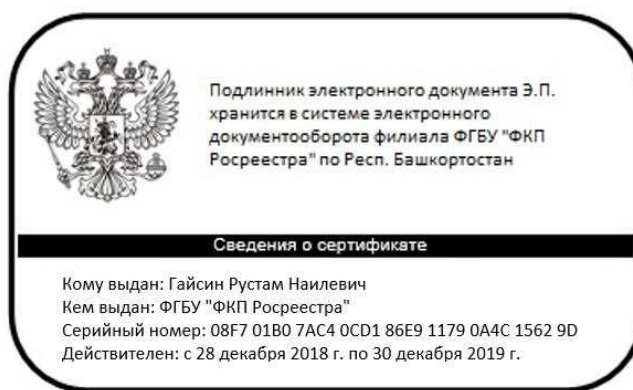 Подлинник электронного документа Э.П.
хранится в системе электронного
документооборота филиала ФГБУ "ФКП
Росреестра" по Респ. Башкортостан
Сведения о сертификате
Кому выдан: Гайсин Рустам Наилевич
Кем выдан: ФГБУ "ФКП Росреестра"
Серийный номер: 08F7 01B0 7AC4 0CD1 86E9 1179 0A4C 1562 9D
Действителен: с 28 декабря 2018 г. по 30 декабря 2019 г.